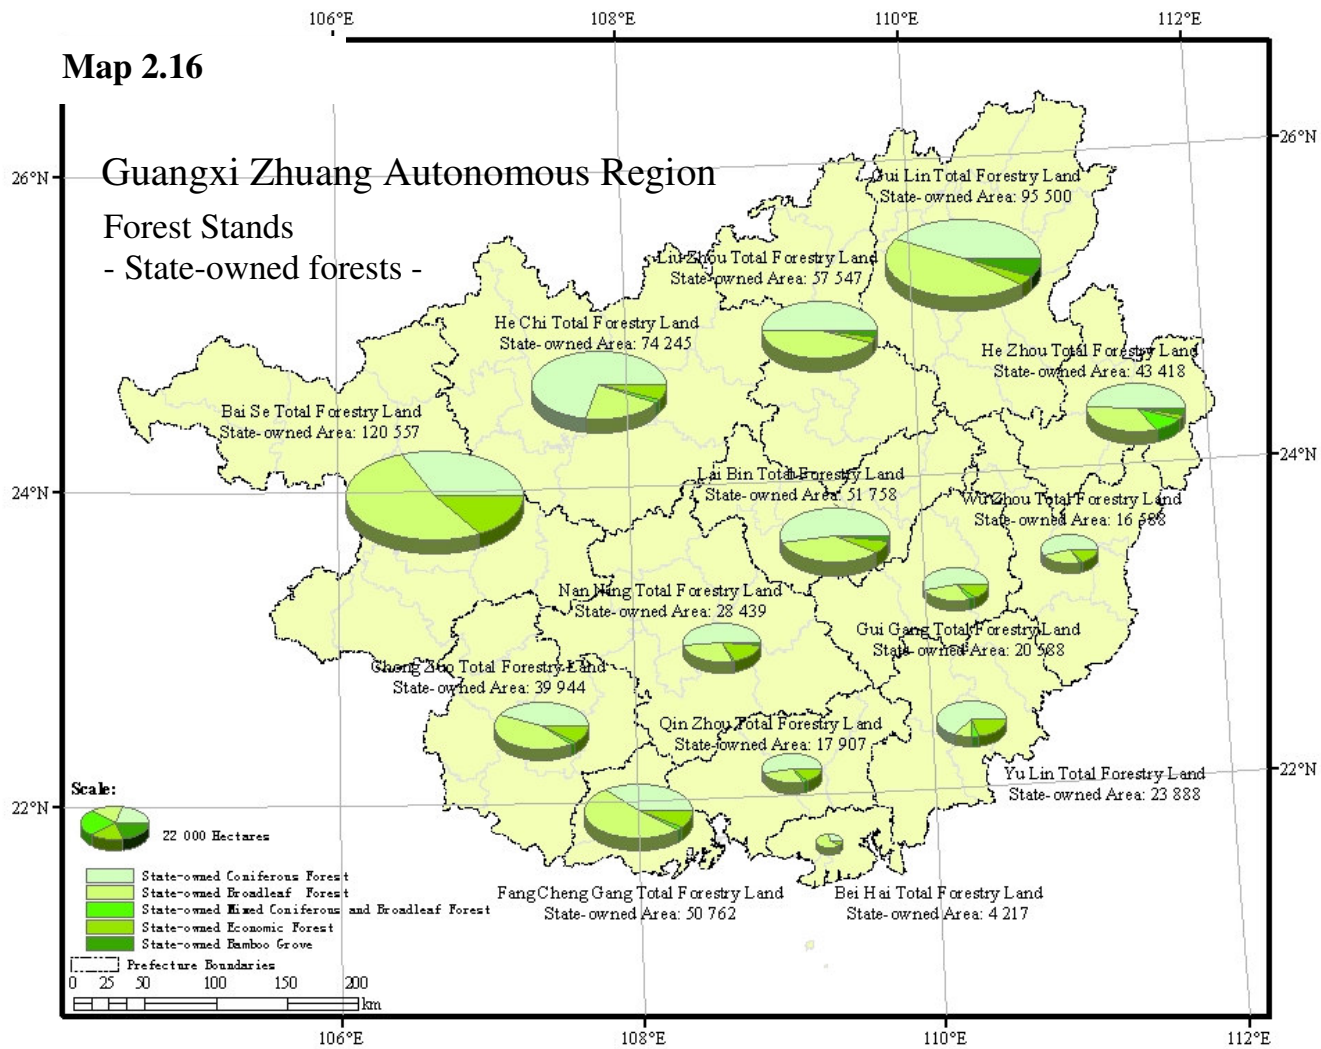 106°E 108°E 110°E 112°E
Map 2.16
26°N
26°N
Guangxi Zhuang Autonomous Region
Forest Stands
- State-owned forests -
Gui Lin Total Forestry Land
State-owned Area: 95 500
Liu Zhou Total Forestry Land
State-owned Area: 57 547
He Chi Total Forestry Land
State-owned Area: 74 245
He Zhou Total Forestry Land
State-owned Area: 43 418
Bai Se Total Forestry Land
State-owned Area: 120 557
24°N
24°N
Lai Bin Total Forestry Land
State-owned Area: 51 758
Wu Zhou Total Forestry Land
State-owned Area: 16 588
Nan Ning Total Forestry Land
State-owned Area: 28 439
Gui Gang Total Forestry Land
State-owned Area: 20 588
Chong Zuo Total Forestry Land
State-owned Area: 39 944
Qin Zhou Total Forestry Land
State-owned Area: 17 907
Yu Lin Total Forestry Land
State-owned Area: 23 888
22°N
22°N
Fang Cheng Gang Total Forestry Land
State-owned Area: 50 762
Bei Hai Total Forestry Land
State-owned Area: 4 217
Scale:
22 000 Hectares
State-owned Coniferous Forest
State-owned Broadleaf Forest
State-owned Mixed Coniferous and Broadleaf Forest
State-owned Economic Forest
State-owned Bamboo Grove
Prefecture Boundaries
0 25 50 100 150 200
km
106°E 108°E 110°E 112°E